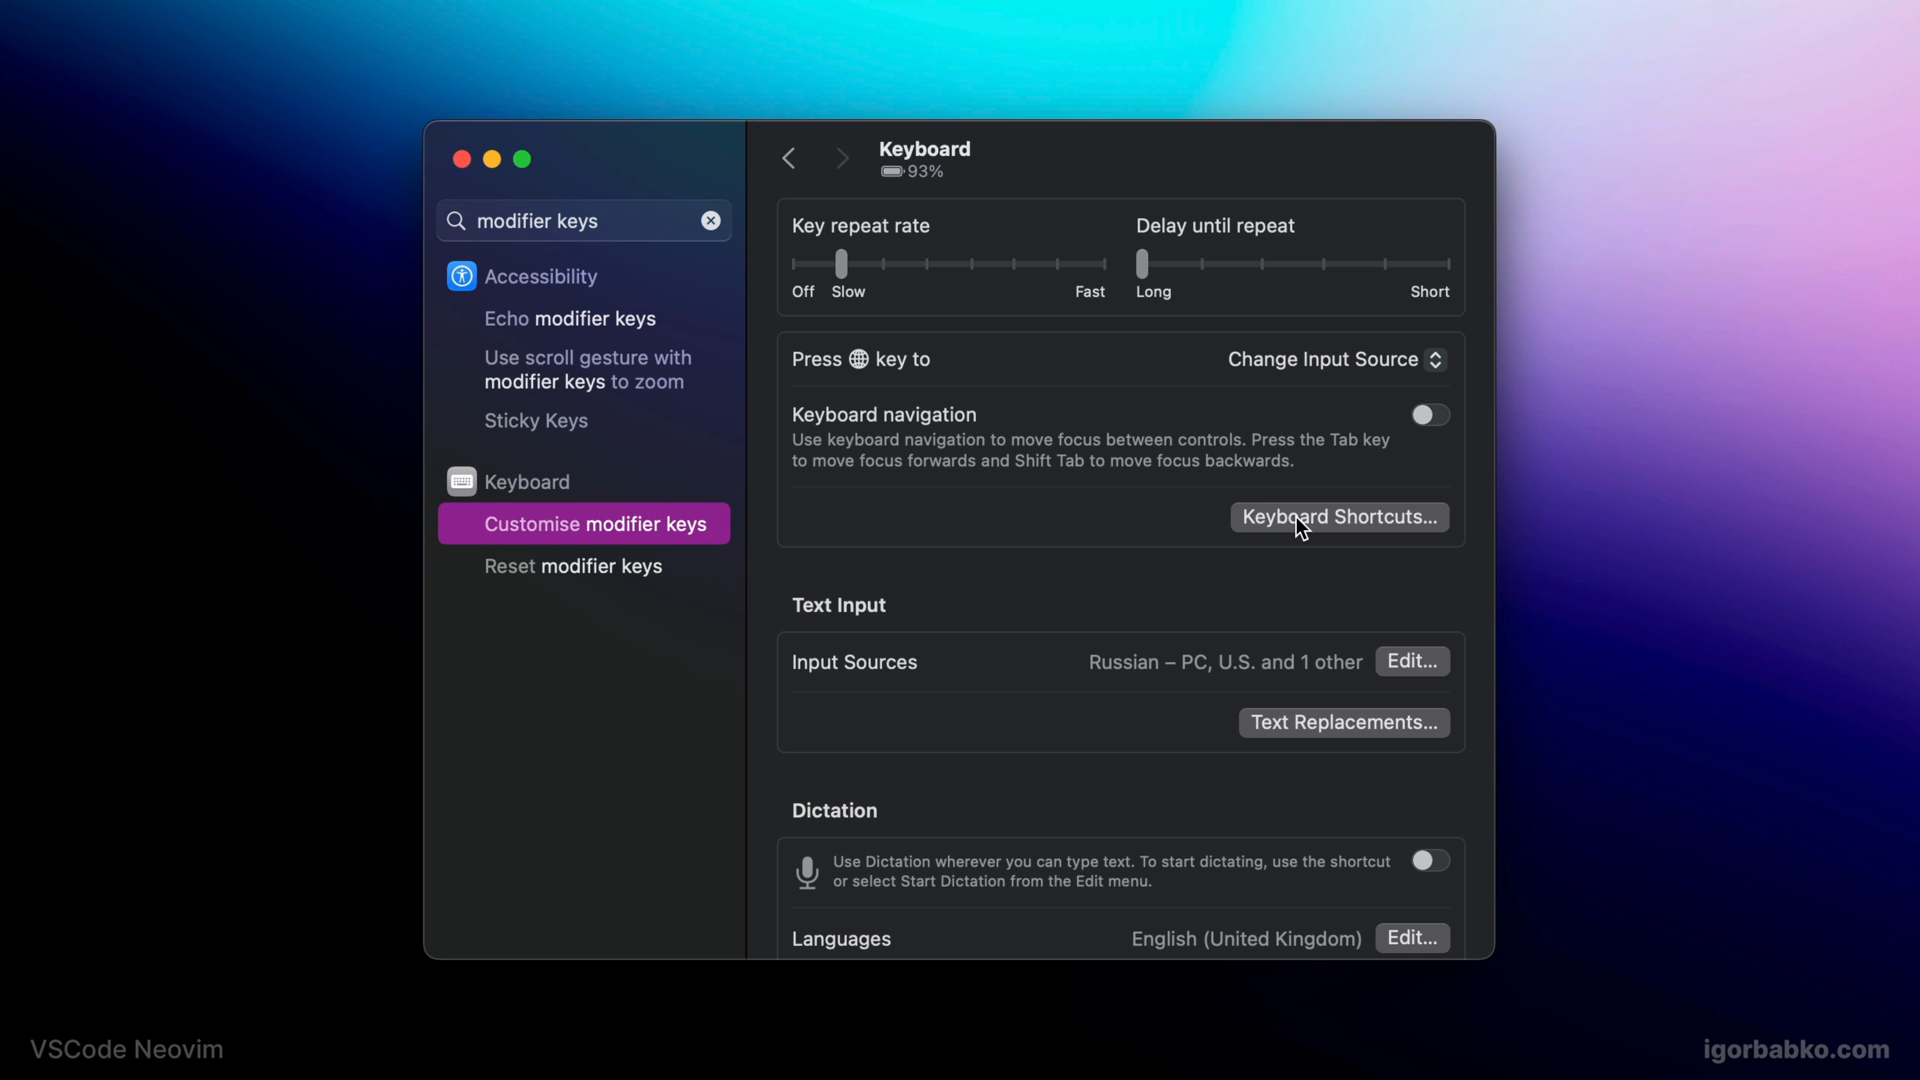 modifier keys
Accessibility
Echo modifier keys
Use scroll gesture with
modifier keys to zoom
Sticky Keys
Keyboard
Customise modifier keys
Reset modifier keys
Keyboard
93%
Key repeat rate
Delay until repeat
Off Slow Fast
Long Short
Press key to
Change Input Source
Keyboard navigation
Use keyboard navigation to move focus between controls. Press the Tab key
to move focus forwards and Shift Tab to move focus backwards.
Keyboard Shortcuts...
Text Input
Input Sources
Russian – PC, U.S. and 1 other
Edit...
Text Replacements...
Dictation
Use Dictation wherever you can type text. To start dictating, use the shortcut
or select Start Dictation from the Edit menu.
Languages
English (United Kingdom)
Edit...
VSCode Neovim
igorbabko.com